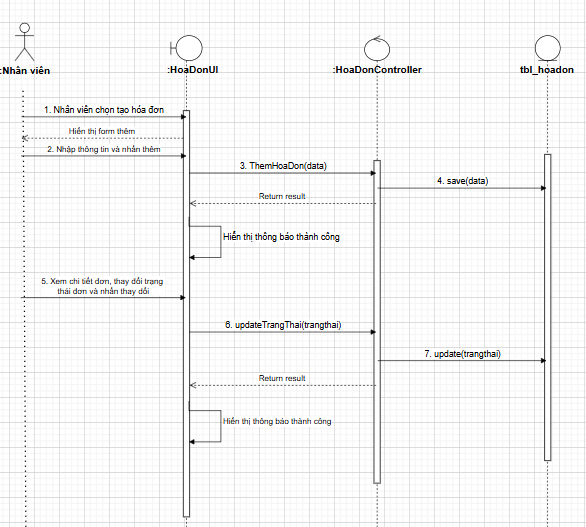 :Nhân viên
:HoaDonUI
:HoaDonController
tbl_hoadon
1. Nhân viên chọn tạo hóa đơn
Hiển thị form thêm
2. Nhập thông tin và nhấn thêm
3. ThemHoaDon(data)
4. save(data)
Return result
Hiển thị thông báo thành công
5. Xem chi tiết đơn, thay đổi trạng
thái đơn và nhấn thay đổi
6. updateTrangThai(trangthai)
7. update(trangthai)
Return result
Hiển thị thông báo thành công